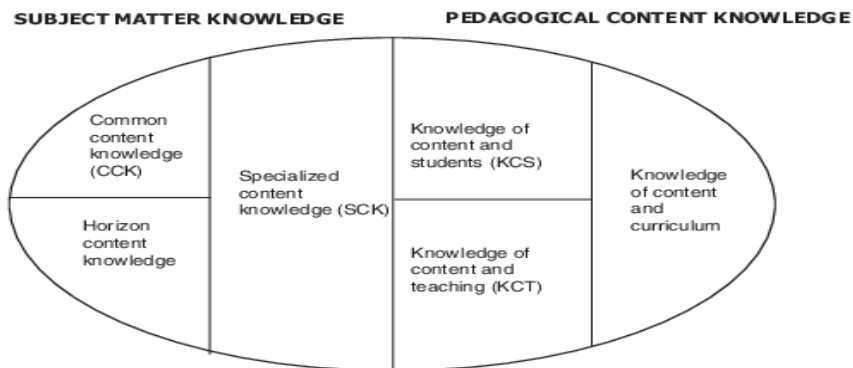 SUBJECT MATTER KNOWLEDGE
PEDAGOGICAL CONTENT KNOWLEDGE
Common
content
knowledge
(CCK)
Horizon
content
knowledge
Specialized
content
knowledge (SCK)
Knowledge of
content and
students (KCS)
Knowledge of
content and
teaching (KCT)
Knowledge
of content
and
curriculum